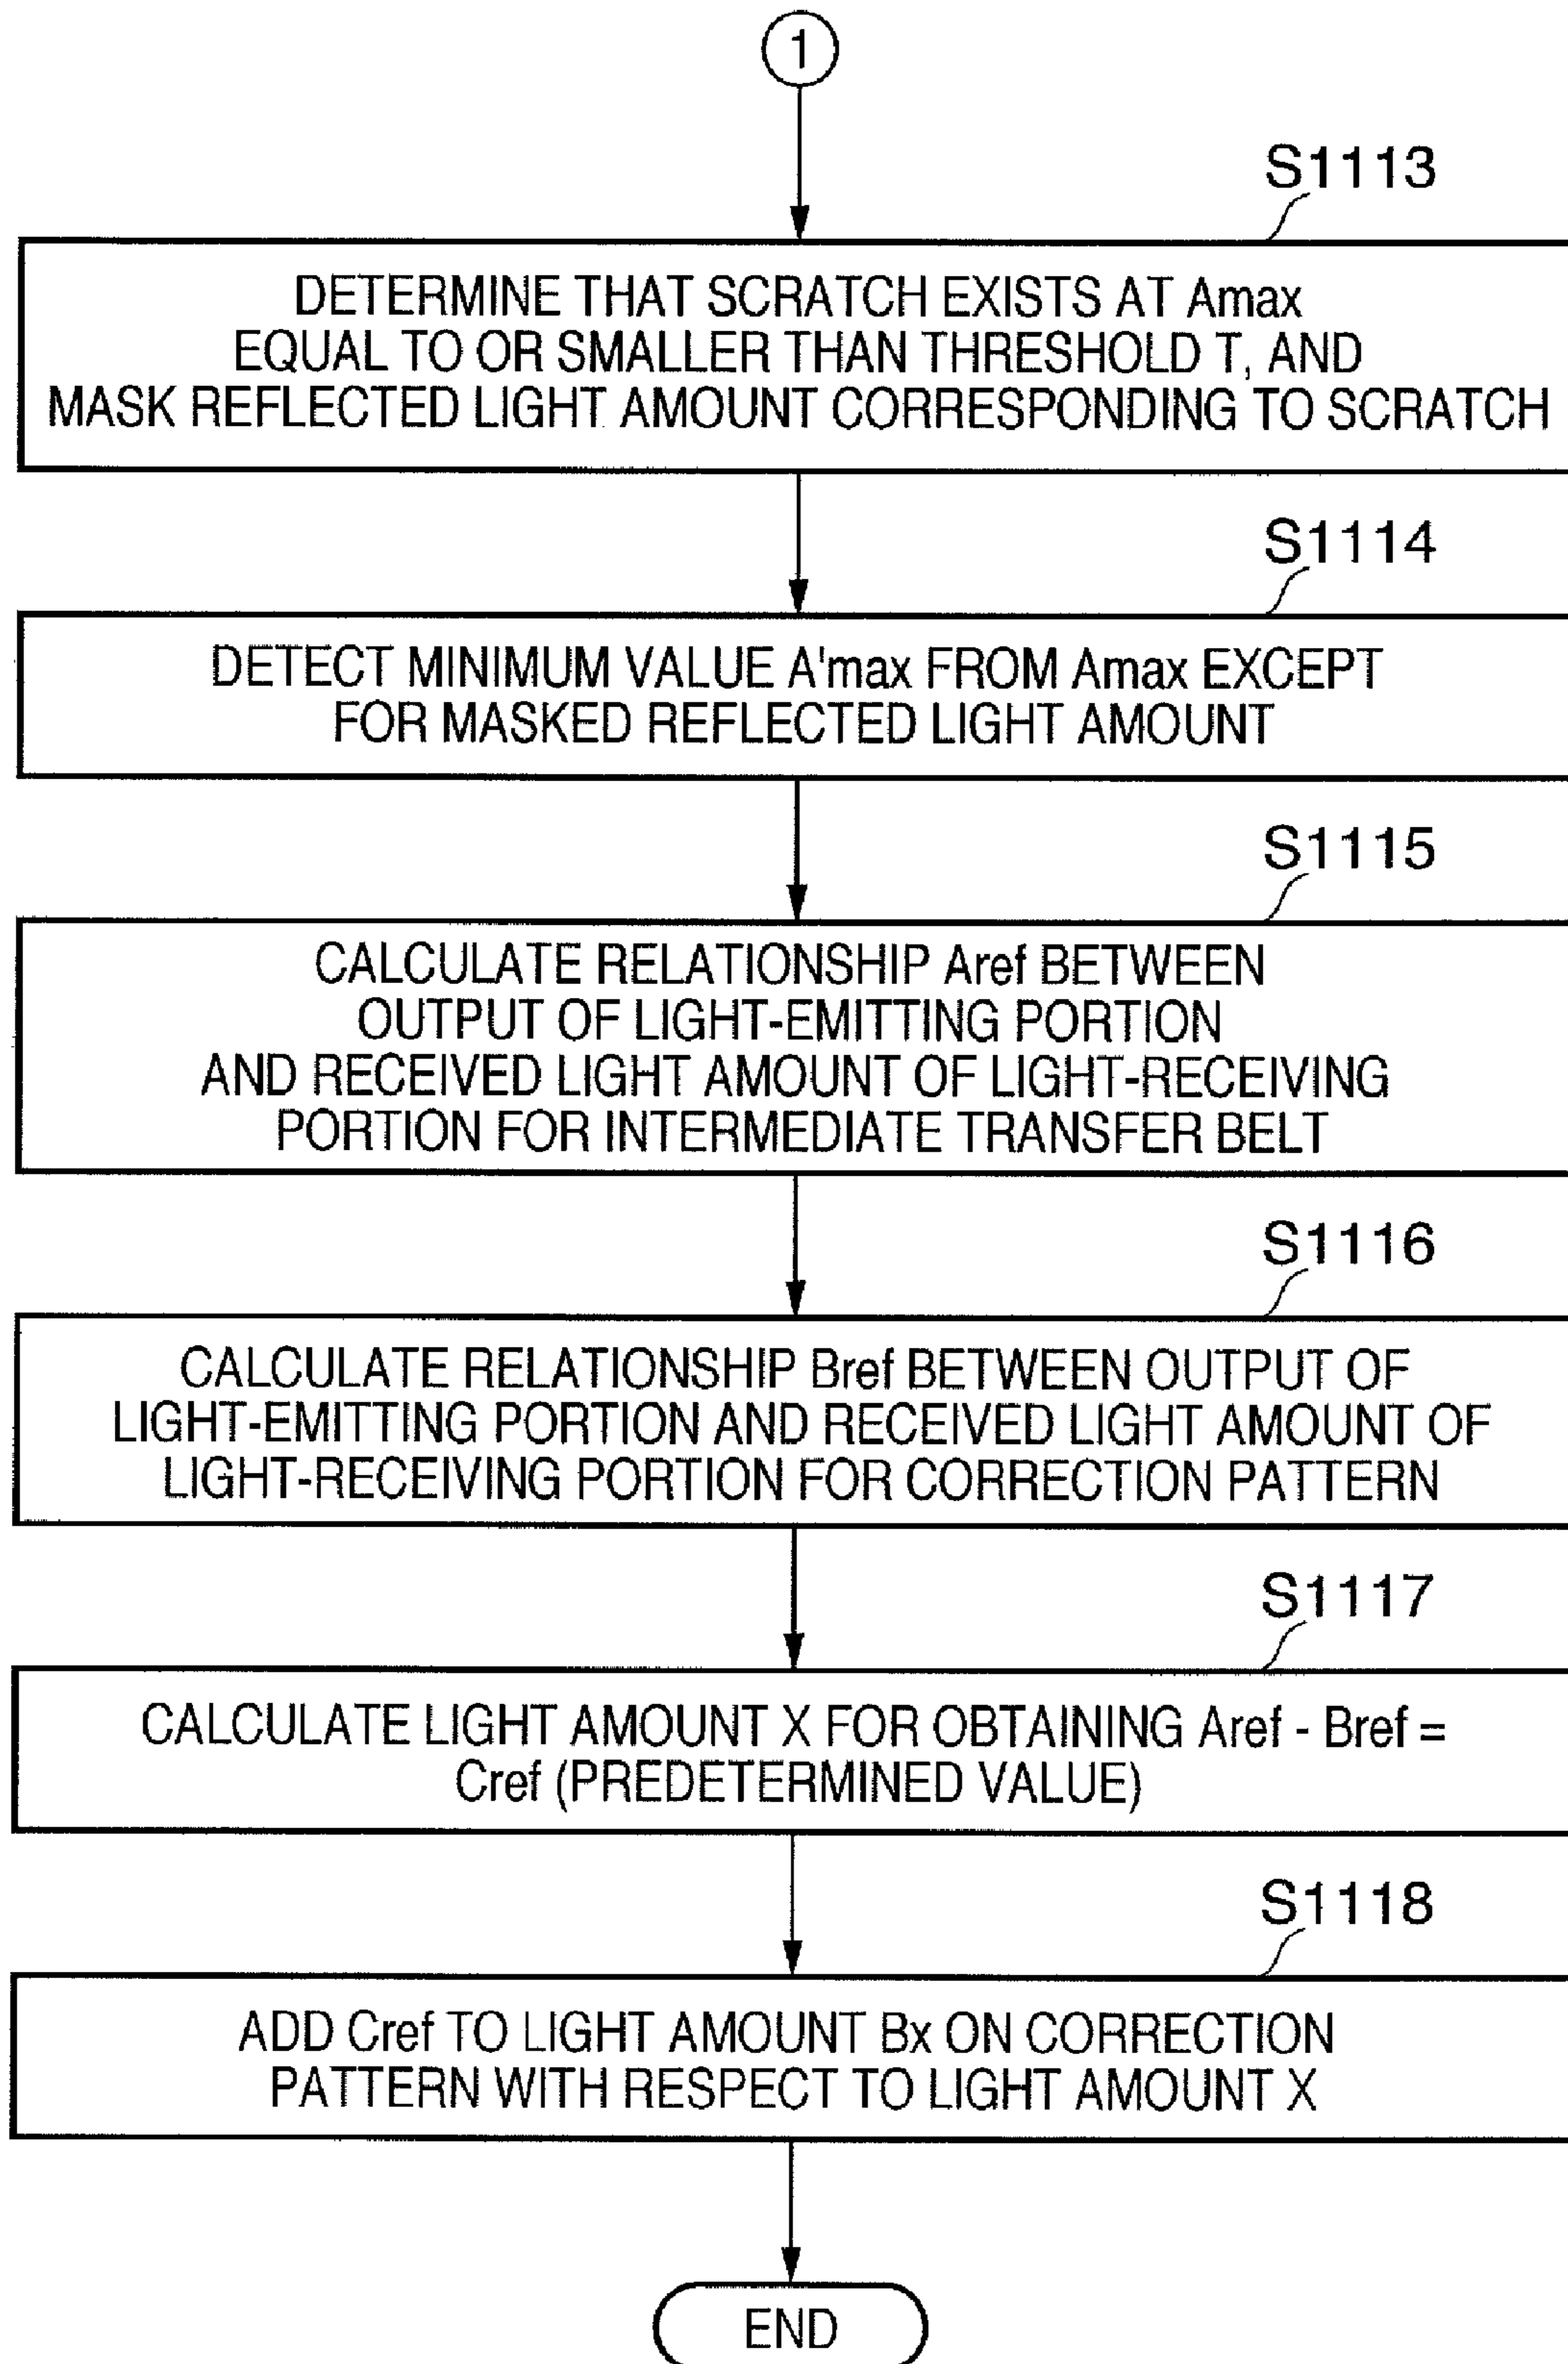 1
S1113
DETERMINE THAT SCRATCH EXISTS AT Amax
EQUAL TO OR SMALLER THAN THRESHOLD T, AND
MASK REFLECTED LIGHT AMOUNT CORRESPONDING TO SCRATCH
S1114
DETECT MINIMUM VALUE A'max FROM Amax EXCEPT
FOR MASKED REFLECTED LIGHT AMOUNT
S1115
CALCULATE RELATIONSHIP Aref BETWEEN
OUTPUT OF LIGHT-EMITTING PORTION
AND RECEIVED LIGHT AMOUNT OF LIGHT-RECEIVING
PORTION FOR INTERMEDIATE TRANSFER BELT
S1116
CALCULATE RELATIONSHIP Bref BETWEEN OUTPUT OF
LIGHT-EMITTING PORTION AND RECEIVED LIGHT AMOUNT OF
LIGHT-RECEIVING PORTION FOR CORRECTION PATTERN
S1117
CALCULATE LIGHT AMOUNT X FOR OBTAINING Aref - Bref =
Cref (PREDETERMINED VALUE)
S1118
ADD Cref TO LIGHT AMOUNT Bx ON CORRECTION
PATTERN WITH RESPECT TO LIGHT AMOUNT X
END